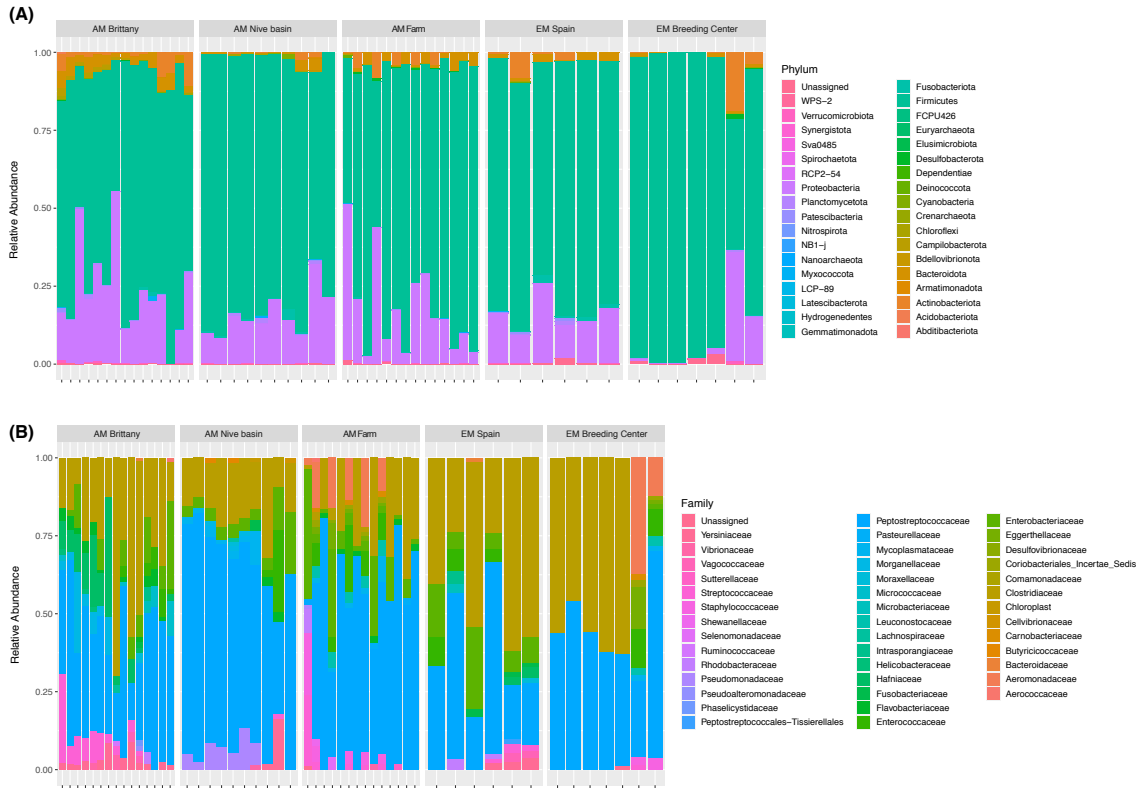 (A)
AM Brittany
AM Nive basin
AM Farm
EM Spain
EM Breeding Center
1.00
0.75
0.50
0.25
0.00
Relative Abundance
Phylum
Unassigned
WPS-2
Verrucomicrobiota
Synergistota
Sva0485
Spirochaetota
RCP2-54
Proteobacteria
Planctomycetota
Patescibacteria
Nitrospirota
NB1-j
Nanoarchaeota
Myxococcota
LCP-89
Latescibacterota
Hydrogenedentes
Gemmatimonadota
Fusobacteriota
Firmicutes
FCPU426
Euryarchaeota
Elusimicrobiota
Desulfobacterota
Dependentiae
Deinococcota
Cyanobacteria
Crenarchaeota
Chloroflexi
Campilobacterota
Bdellovibrionota
Bacteroidota
Armatimonadota
Actinobacteriota
Acidobacteriota
Abditibacteriota
(B)
AM Brittany
AM Nive basin
AM Farm
EM Spain
EM Breeding Center
1.00
0.75
0.50
0.25
0.00
Relative Abundance
Family
Unassigned
Yersiniaceae
Vibrionaceae
Vagococcaceae
Sutterellaceae
Streptococcaceae
Staphylococcaceae
Shewanellaceae
Selenomonadaceae
Ruminococcaceae
Rhodobacteraceae
Pseudomonadaceae
Pseudoalteromonadaceae
Phaselicystidaceae
Peptostreptococcales-Tissierellales
Peptostreptococcaceae
Pasteurellaceae
Mycoplasmataceae
Morganellaceae
Moraxellaceae
Micrococcaceae
Microbacteriaceae
Leuconostocaceae
Lachnospiraceae
Intrasporangiaceae
Helicobacteraceae
Hafniaceae
Fusobacteriaceae
Flavobacteriaceae
Enterococcaceae
Enterobacteriaceae
Eggerthellaceae
Desulfovibrionaceae
Coriobacteriales_Incertae_Sedis
Comamonadaceae
Clostridiaceae
Chloroplast
Cellvibrionaceae
Carnobacteriaceae
Butyricicoccaceae
Bacteroidaceae
Aeromonadaceae
Aerococcaceae